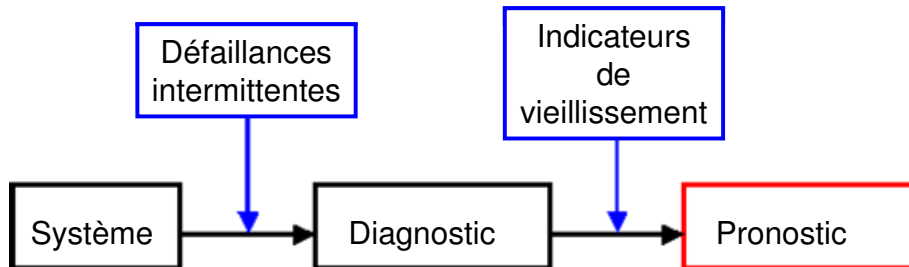 Défaillances
intermittentes
Indicateurs
de
vieillissement
Système
Diagnostic
Pronostic